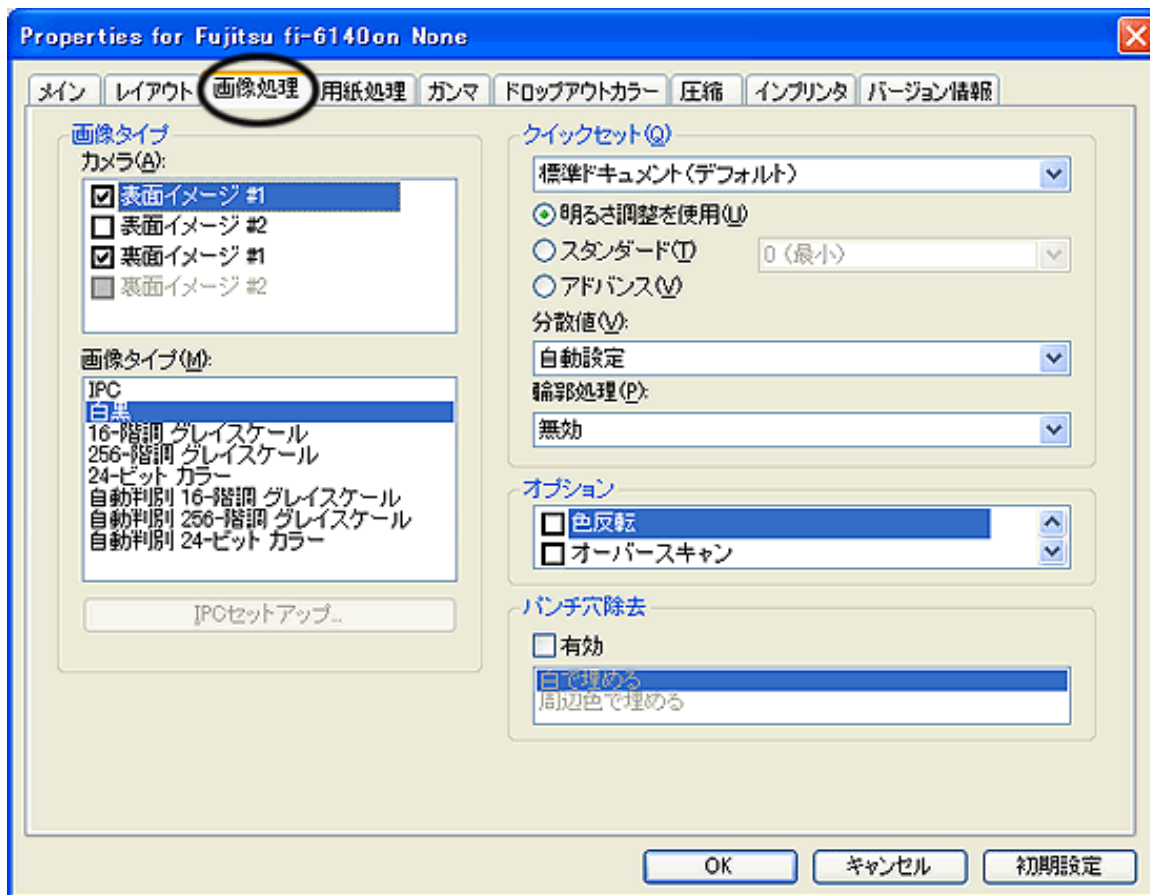 Properties for Fujitsu fi-6140on None
メイン レイアウト 画像処理 用紙処理 ガンマ ドロップアウトカラー 圧縮 インプリンタ バージョン情報
画像タイプ
カメラ(A):
表面イメージ #1
表面イメージ #2
裏面イメージ #1
裏面イメージ #2
画像タイプ(M):
IPC
白黒
16-階調 グレイスケール
256-階調 グレイスケール
24-ビット カラー
自動判別 16-階調 グレイスケール
自動判別 256-階調 グレイスケール
自動判別 24-ビット カラー
IPCセットアップ...
クイックセット(Q)
標準ドキュメント(デフォルト)
明るさ調整を使用(U)
スタンダード(T) 0 (最小)
アドバンス(V)
分散値(V):
自動設定
輪郭処理(P):
無効
オプション
色反転
オーバースキャン
パンチ穴除去
有効
白で埋める
周辺色で埋める
OK キャンセル 初期設定